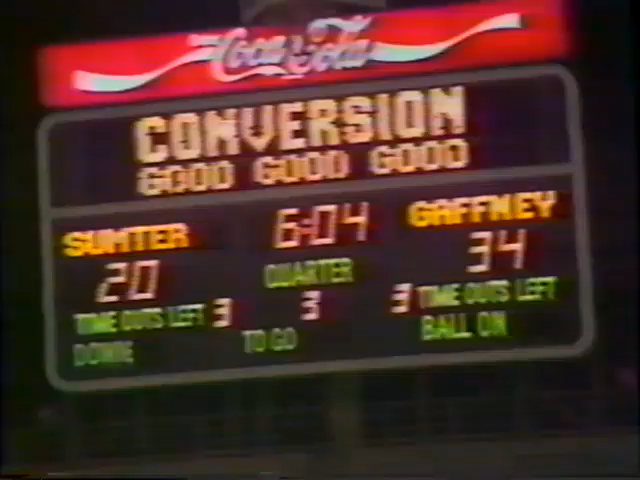 Coca-Cola
CONVERSION
GOOD GOOD GOOD
SUMTER 6:04 GAFFNEY
20 QUARTER 34
TIME OUTS LEFT 3 3 3 TIME OUTS LEFT
DOWN TO GO BALL ON